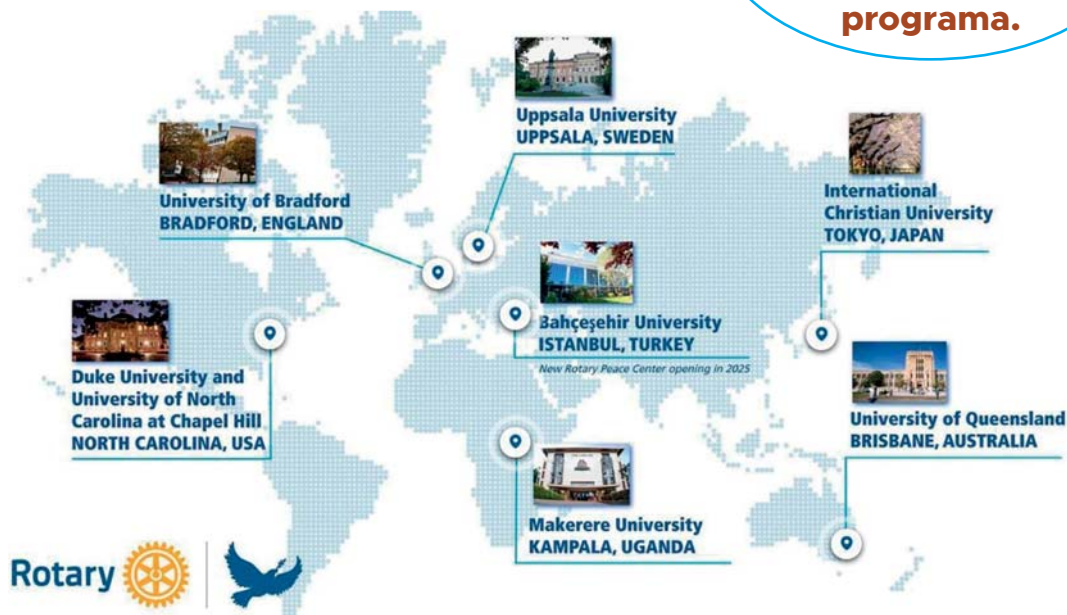 programa.
Uppsala University
UPPSALA, SWEDEN
University of Bradford
BRADFORD, ENGLAND
International
Christian University
TOKYO, JAPAN
Bahçeşehir University
ISTANBUL, TURKEY
New Rotary Peace Center opening in 2025
Duke University and
University of North
Carolina at Chapel Hill
NORTH CAROLINA, USA
University of Queensland
BRISBANE, AUSTRALIA
Makerere University
KAMPALA, UGANDA
Rotary